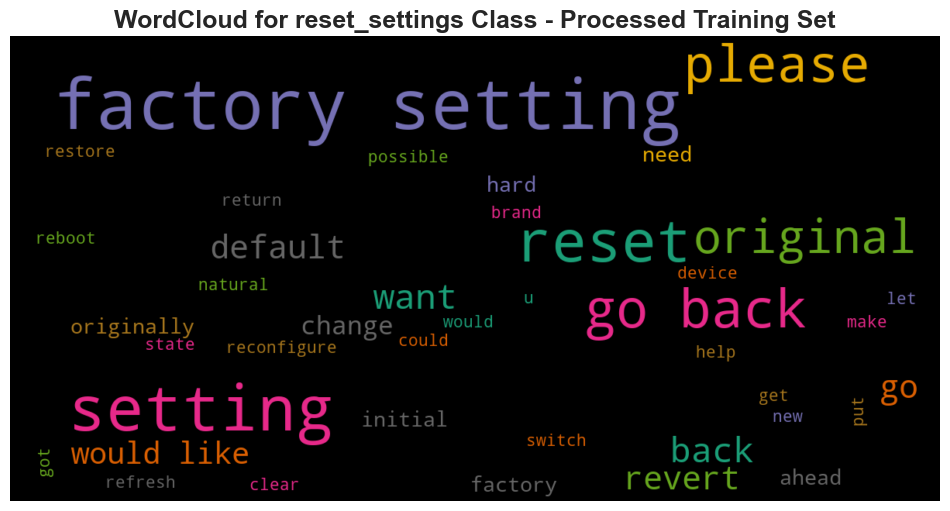 WordCloud for reset_settings Class - Processed Training Set
please
factory setting
restore
possible
need
hard
return
brand
reboot
default
reset
original
device
natural
want
u
go back
let
originally
change
would
make
state
reconfigure
could
help
setting
initial
get
go
new
put
would like
switch
back
got
refresh
clear
factory
revert
ahead